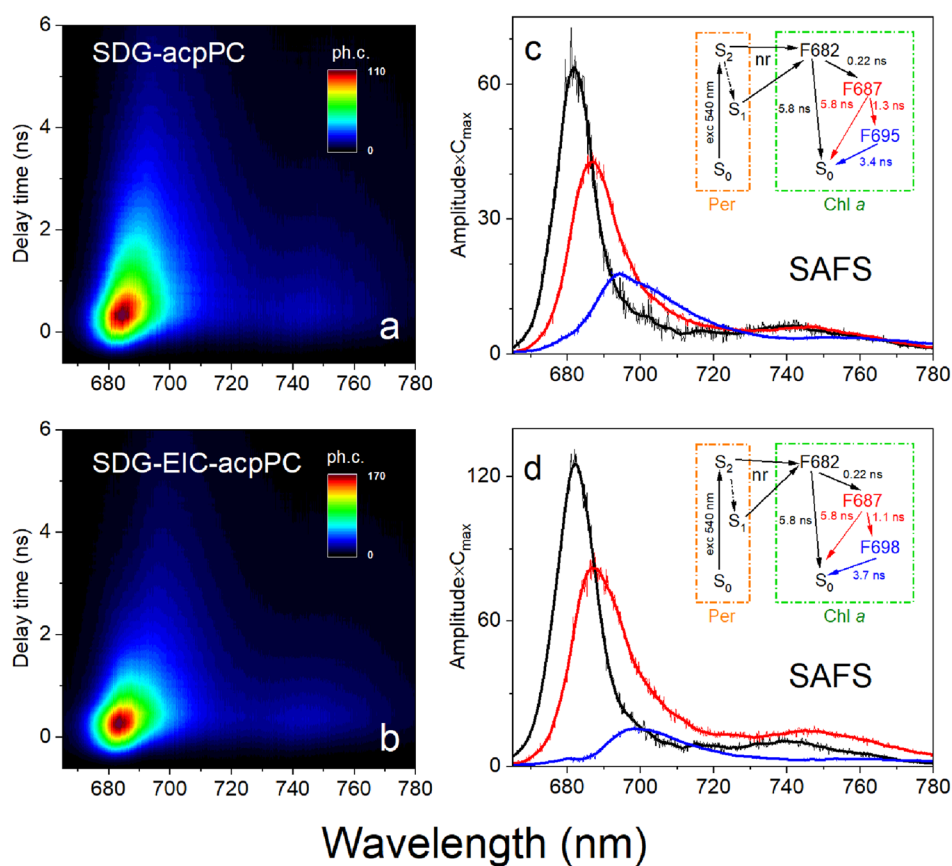 SDG-acpPC
ph.c.
110
0
a
Delay time (ns)
6
4
2
0
680 700 720 740 760 780
c
SAFS
Amplitude×Cmax
60
30
0
680 700 720 740 760 780
S2
nr
S1
exc 540 nm
S0
Per
F682
0.22 ns
F687
5.8 ns
5.8 ns
1.3 ns
F695
3.4 ns
S0
Chl a
SDG-EIC-acpPC
ph.c.
170
0
b
Delay time (ns)
6
4
2
0
680 700 720 740 760 780
d
SAFS
Amplitude×Cmax
120
60
0
680 700 720 740 760 780
S2
nr
S1
exc 540 nm
S0
Per
F682
0.22 ns
F687
5.8 ns
5.8 ns
1.1 ns
F698
3.7 ns
S0
Chl a
Wavelength (nm)